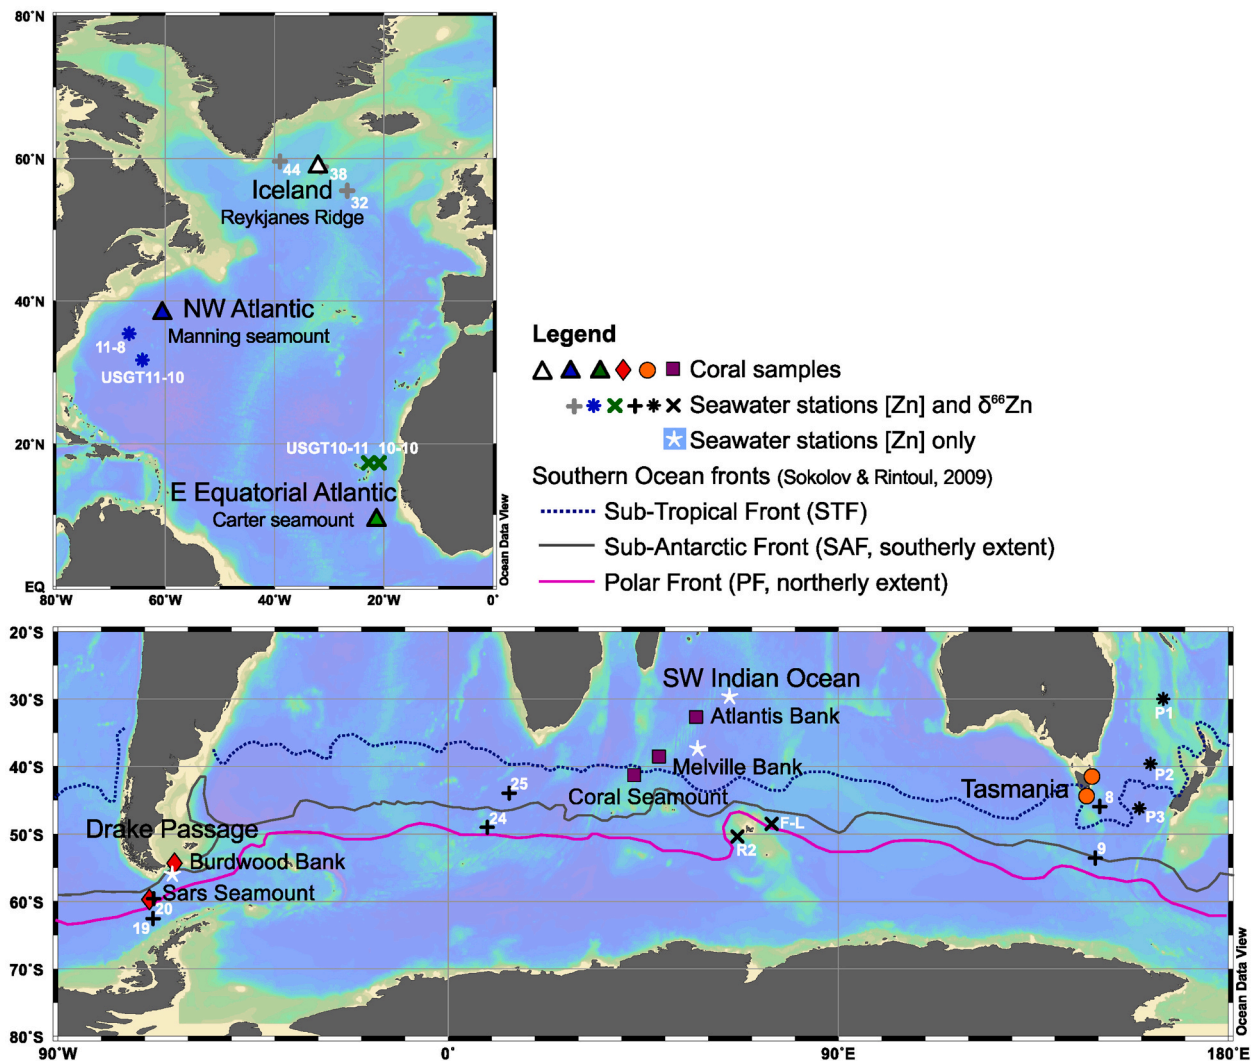 80°N
60°N
44
38
Iceland
32
Reykjanes Ridge
40°N
NW Atlantic
Manning seamount
11-8
USGT11-10
20°N
USGT10-11 10-10
E Equatorial Atlantic
Carter seamount
EQ
80°W 60°W 40°W 20°W 0°
Ocean Data View
Legend
Coral samples
Seawater stations [Zn] and δ⁶⁶Zn
Seawater stations [Zn] only
Southern Ocean fronts (Sokolov & Rintoul, 2009)
Sub-Tropical Front (STF)
Sub-Antarctic Front (SAF, southerly extent)
Polar Front (PF, northerly extent)
20°S
30°S
SW Indian Ocean
Atlantis Bank
P1
40°S
Melville Bank
P2
25
Coral Seamount
Tasmania
8
P3
24
Drake Passage
50°S
F-L
R2
9
Burdwood Bank
Sars Seamount
60°S
20
19
70°S
80°S
90°W 0° 90°E 180°E
Ocean Data View